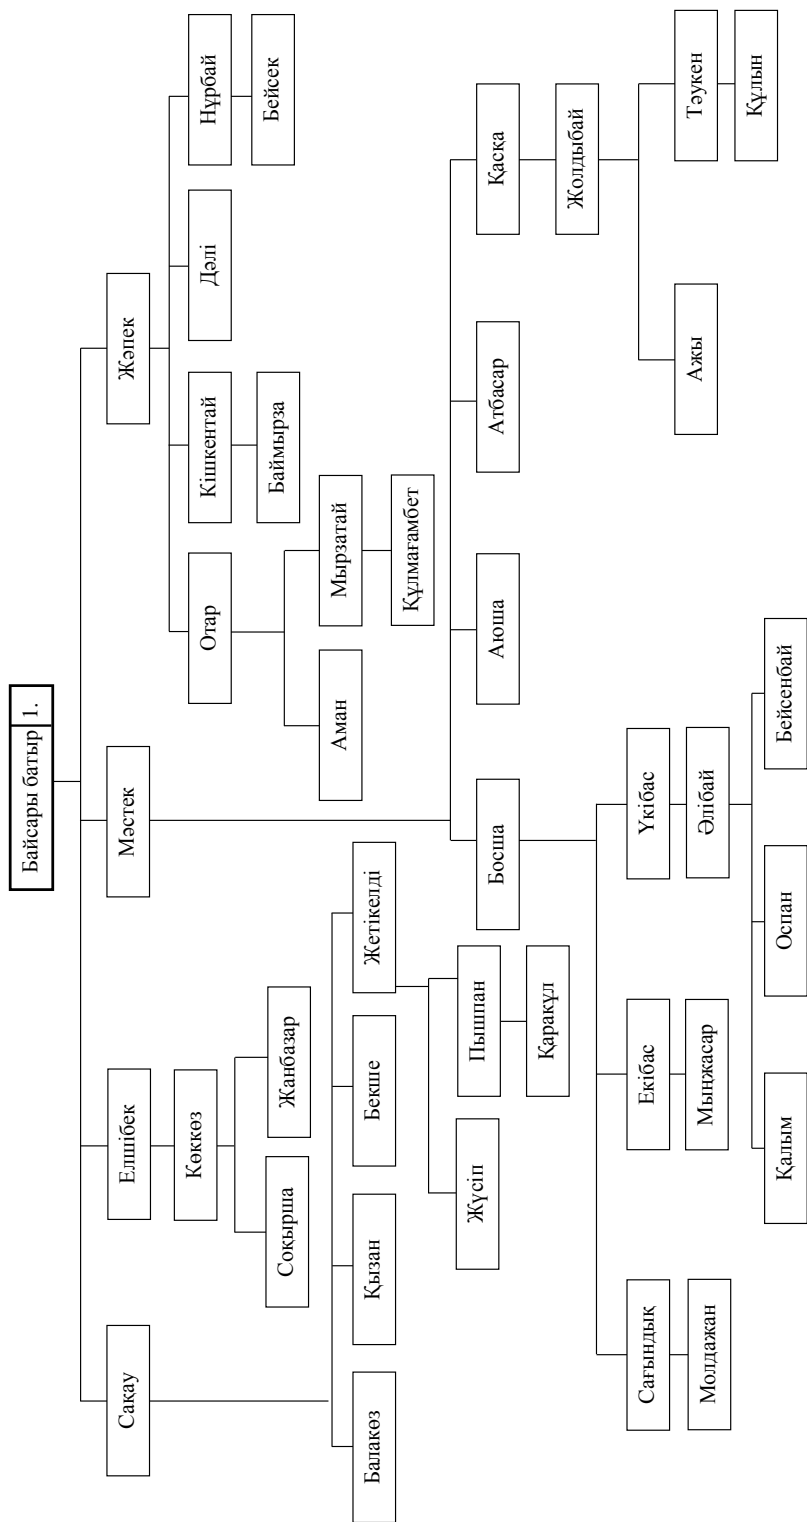 Байсары батыр 1.
Сақау
Елшібек
Мәстек
Жәпек
Көккөз
Отар
Кішкентай
Дәлі
Нұрбай
Соқырша
Жанбазар
Баймырза
Бейсек
Аман
Мырзатай
Балакөз
Қызан
Бекше
Жетікелді
Құлмағамбет
Жүсіп
Пышпан
Босша
Аюша
Атбасар
Қасқа
Қаракұл
Жолдыбай
Сағындық
Екібас
Үкібас
Ажы
Тәукен
Молдажан
Мыңжасар
Әлібай
Құлын
Қалым
Оспан
Бейсенбай